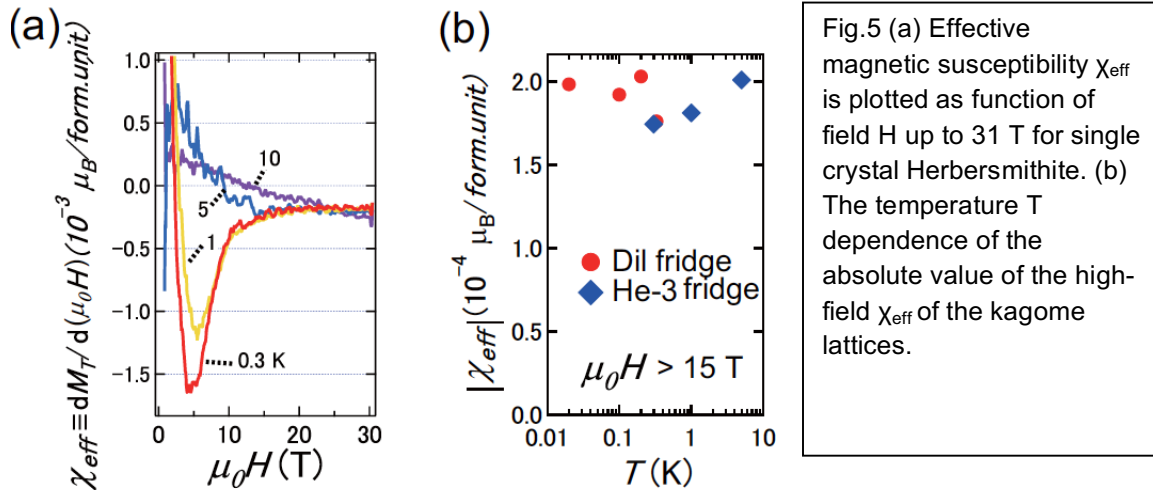 (a)
χeff≡dMT/d(μ0H)(10-3 μB/form.unit)
1.0
0.5
0.0
-0.5
-1.0
-1.5
10
5
1
0.3 K
0
10
20
30
μ0H(T)
(b)
|χeff|(10-4 μB/form.unit)
2.0
1.5
1.0
2.0
0.0
Dil fridge
He-3 fridge
μ0H > 15 T
0.01
0.1
1
10
T(K)
Fig.5 (a) Effective
magnetic susceptibility χeff
is plotted as function of
field H up to 31 T for single
crystal Herbersmithite. (b)
The temperature T
dependence of the
absolute value of the high-
field χeff of the kagome
lattices.